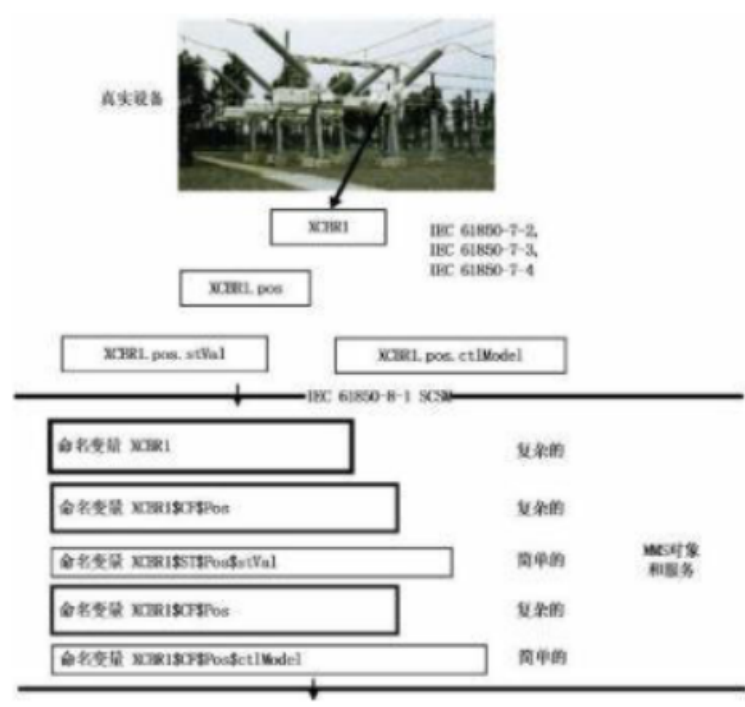 真实设备
XCBR1
IEC 61850-7-2,
IEC 61850-7-3,
IEC 61850-7-4
XCBR1.pos
XCBR1.pos.stVal
XCBR1.pos.ctlModel
IEC 61850-8-1 SCSM
命名变量 XCBR1
复杂的
命名变量 XCBR1$CF$Pos
复杂的
命名变量 XCBR1$ST$Pos$stVal
简单的
MMS对象
和服务
命名变量 XCBR1$CF$Pos
复杂的
命名变量 XCBR1$CF$Pos$ctlModel
简单的